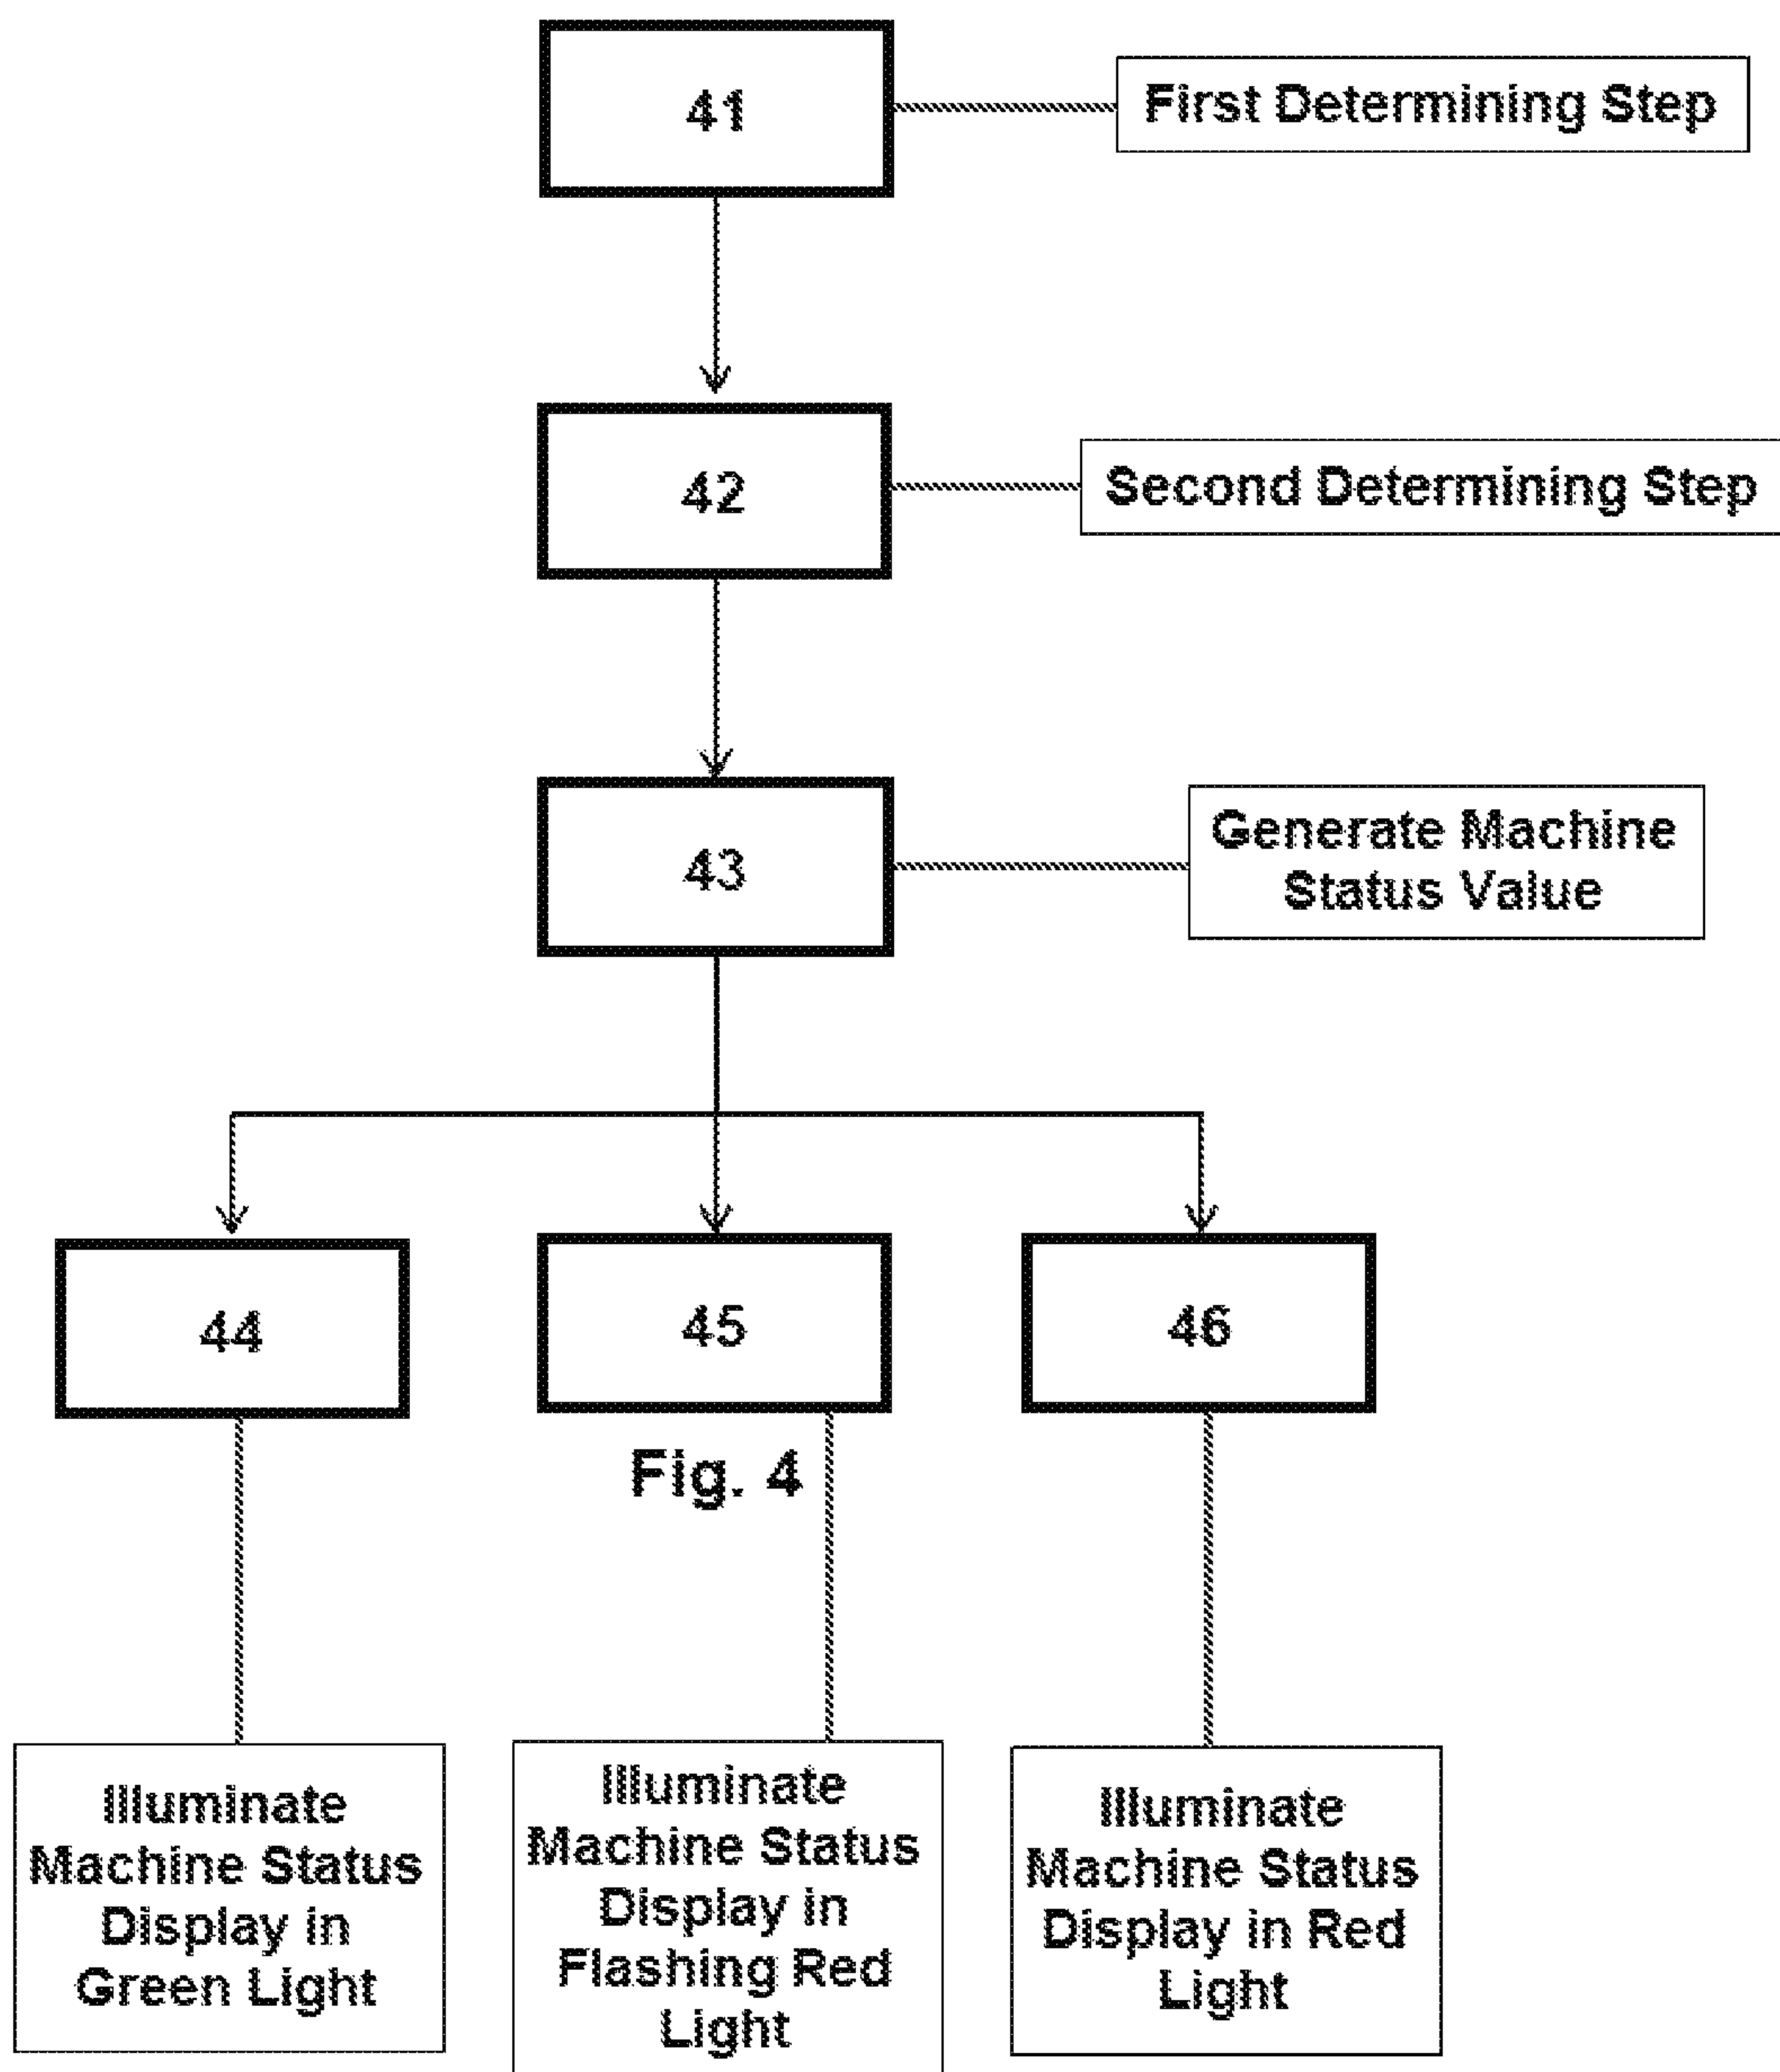 41
First Determining Step
42
Second Determining Step
43
Generate Machine
Status Value
44
45
46
Fig. 4
Illuminate
Machine Status
Display in
Green Light
Illuminate
Machine Status
Display in
Flashing Red
Light
Illuminate
Machine Status
Display in Red
Light